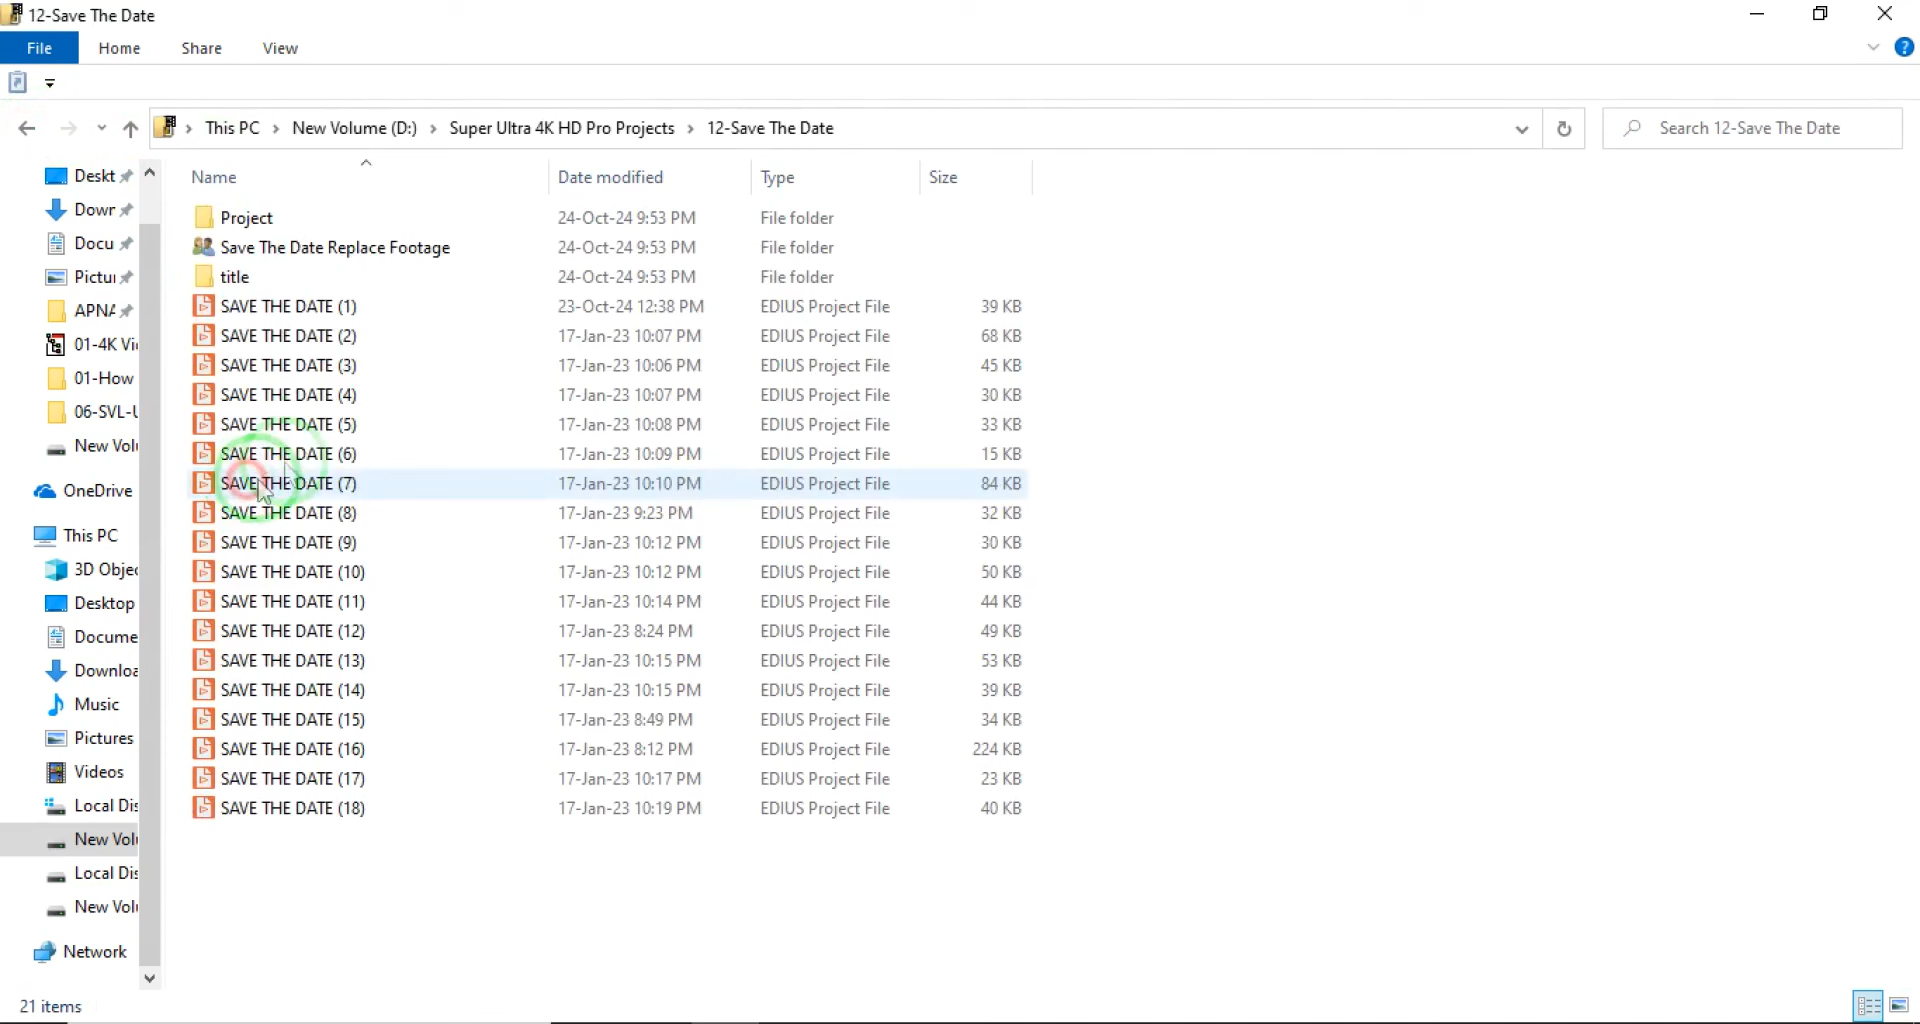 12-Save The Date
File Home Share View
This PC > New Volume (D:) > Super Ultra 4K HD Pro Projects > 12-Save The Date
Search 12-Save The Date
Name Date modified Type Size
Project 24-Oct-24 9:53 PM File folder
Save The Date Replace Footage 24-Oct-24 9:53 PM File folder
title 24-Oct-24 9:53 PM File folder
SAVE THE DATE (1) 23-Oct-24 12:38 PM EDIUS Project File 39 KB
SAVE THE DATE (2) 17-Jan-23 10:07 PM EDIUS Project File 68 KB
SAVE THE DATE (3) 17-Jan-23 10:06 PM EDIUS Project File 45 KB
SAVE THE DATE (4) 17-Jan-23 10:07 PM EDIUS Project File 30 KB
SAVE THE DATE (5) 17-Jan-23 10:08 PM EDIUS Project File 33 KB
SAVE THE DATE (6) 17-Jan-23 10:09 PM EDIUS Project File 15 KB
SAVE THE DATE (7) 17-Jan-23 10:10 PM EDIUS Project File 84 KB
SAVE THE DATE (8) 17-Jan-23 9:23 PM EDIUS Project File 32 KB
SAVE THE DATE (9) 17-Jan-23 10:12 PM EDIUS Project File 30 KB
SAVE THE DATE (10) 17-Jan-23 10:12 PM EDIUS Project File 50 KB
SAVE THE DATE (11) 17-Jan-23 10:14 PM EDIUS Project File 44 KB
SAVE THE DATE (12) 17-Jan-23 8:24 PM EDIUS Project File 49 KB
SAVE THE DATE (13) 17-Jan-23 10:15 PM EDIUS Project File 53 KB
SAVE THE DATE (14) 17-Jan-23 10:15 PM EDIUS Project File 39 KB
SAVE THE DATE (15) 17-Jan-23 8:49 PM EDIUS Project File 34 KB
SAVE THE DATE (16) 17-Jan-23 8:12 PM EDIUS Project File 224 KB
SAVE THE DATE (17) 17-Jan-23 10:17 PM EDIUS Project File 23 KB
SAVE THE DATE (18) 17-Jan-23 10:19 PM EDIUS Project File 40 KB
Deskt
Docu
Pictu
APNA
01-4K Vi
01-How
06-SVL-U
New Vol
OneDrive
This PC
3D Objec
Desktop
Docume
Downloa
Music
Pictures
Videos
Local Dis
New Vol
Local Dis
New Vol
Network
21 items